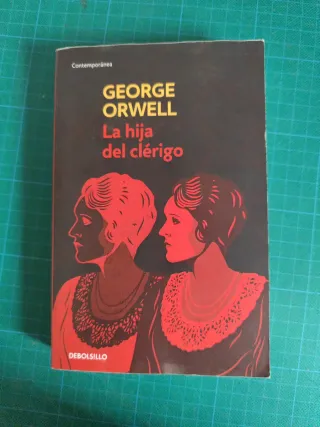 Contemporánea
GEORGE
ORWELL
La hija
del clérigo
DEBOLSILLO